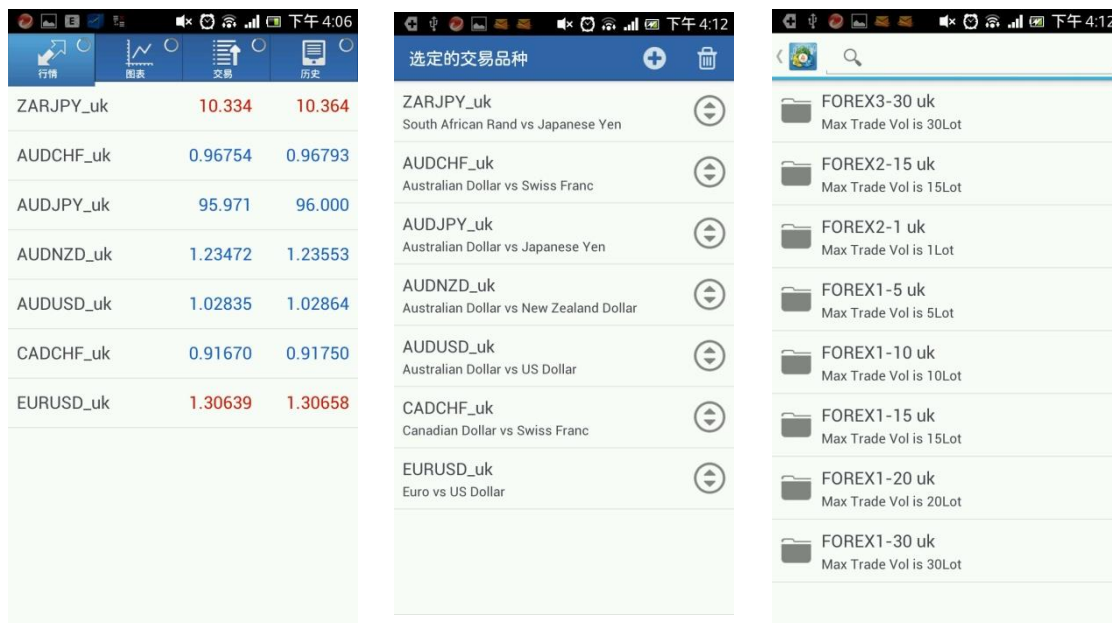 下午 4:06
行情
图表
交易
历史
ZARJPY_uk 10.334 10.364
AUDCHF_uk 0.96754 0.96793
AUDJPY_uk 95.971 96.000
AUDNZD_uk 1.23472 1.23553
AUDUSD_uk 1.02835 1.02864
CADCHF_uk 0.91670 0.91750
EURUSD_uk 1.30639 1.30658
下午 4:12
选定的交易品种
ZARJPY_uk
South African Rand vs Japanese Yen
AUDCHF_uk
Australian Dollar vs Swiss Franc
AUDJPY_uk
Australian Dollar vs Japanese Yen
AUDNZD_uk
Australian Dollar vs New Zealand Dollar
AUDUSD_uk
Australian Dollar vs US Dollar
CADCHF_uk
Canadian Dollar vs Swiss Franc
EURUSD_uk
Euro vs US Dollar
下午 4:12
FOREX3-30 uk
Max Trade Vol is 30Lot
FOREX2-15 uk
Max Trade Vol is 15Lot
FOREX2-1 uk
Max Trade Vol is 1Lot
FOREX1-5 uk
Max Trade Vol is 5Lot
FOREX1-10 uk
Max Trade Vol is 10Lot
FOREX1-15 uk
Max Trade Vol is 15Lot
FOREX1-20 uk
Max Trade Vol is 20Lot
FOREX1-30 uk
Max Trade Vol is 30Lot